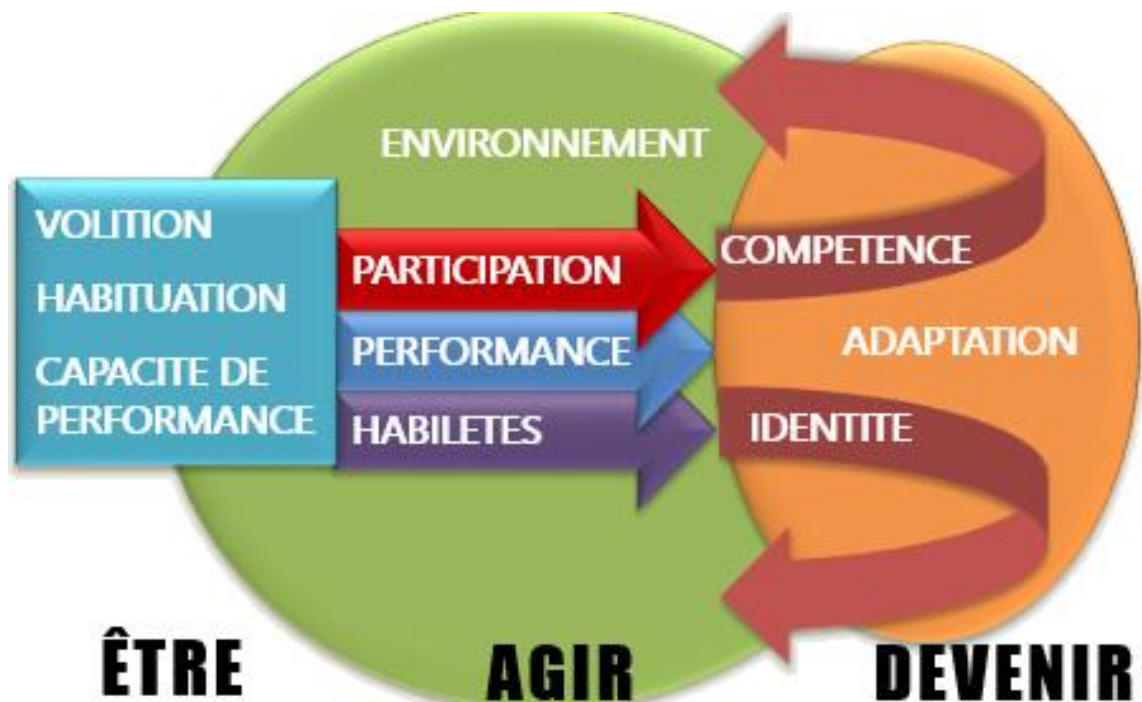 ENVIRONNEMENT
VOLITION
HABITUATION
CAPACITE DE
PERFORMANCE
PARTICIPATION
PERFORMANCE
HABILETES
COMPETENCE
ADAPTATION
IDENTITE
ÊTRE
AGIR
DEVENIR